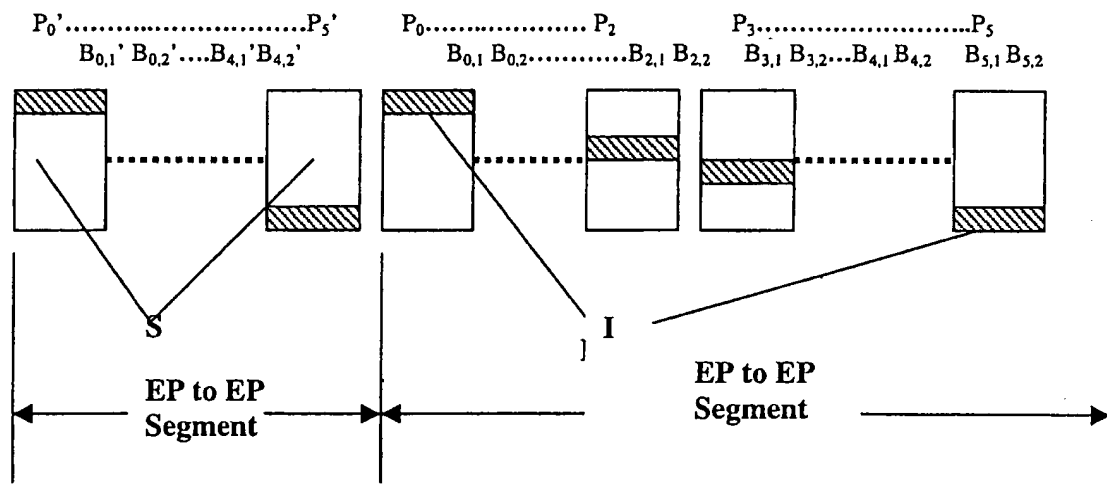 P₀'..............................P₅' P₀......................P₂ P₃............................P₅
B₀,₁' B₀,₂'.....B₄,₁'B₄,₂' B₀,₁ B₀,₂............B₂,₁ B₂,₂ B₃,₁ B₃,₂...B₄,₁ B₄,₂ B₅,₁ B₅,₂
S I
]
EP to EP
Segment
EP to EP
Segment